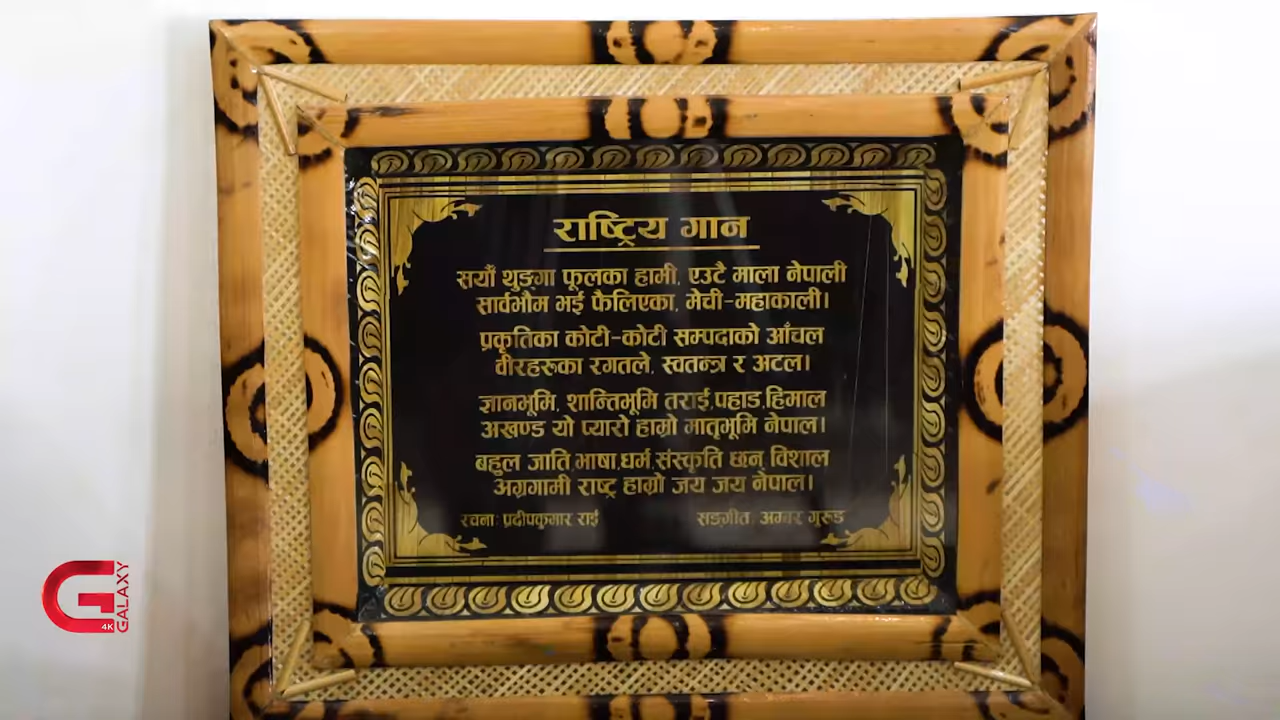 राष्ट्रिय गान
सयौँ थुङ्गा फूलका हामी, एउटै माला नेपाली
सार्वभौम भई फैलिएका, मेची-महाकाली।
प्रकृतिका कोटी-कोटी सम्पदाको आँचल
वीरहरुका रगतले, स्वतन्त्र र अटल।
ज्ञानभूमि, शान्तिभूमि तराई,पहाड,हिमाल
अखण्ड यो प्यारो हाम्रो मातृभूमि नेपाल।
बहुल जाति,भाषा,धर्म,संस्कृति छन् विशाल
अग्रगामी राष्ट्र हाम्रो जय जय नेपाल।
रचना: प्रदीपकुमार राई
सङ्गीत: अम्बर गुरुङ
G
4K
GALAXY